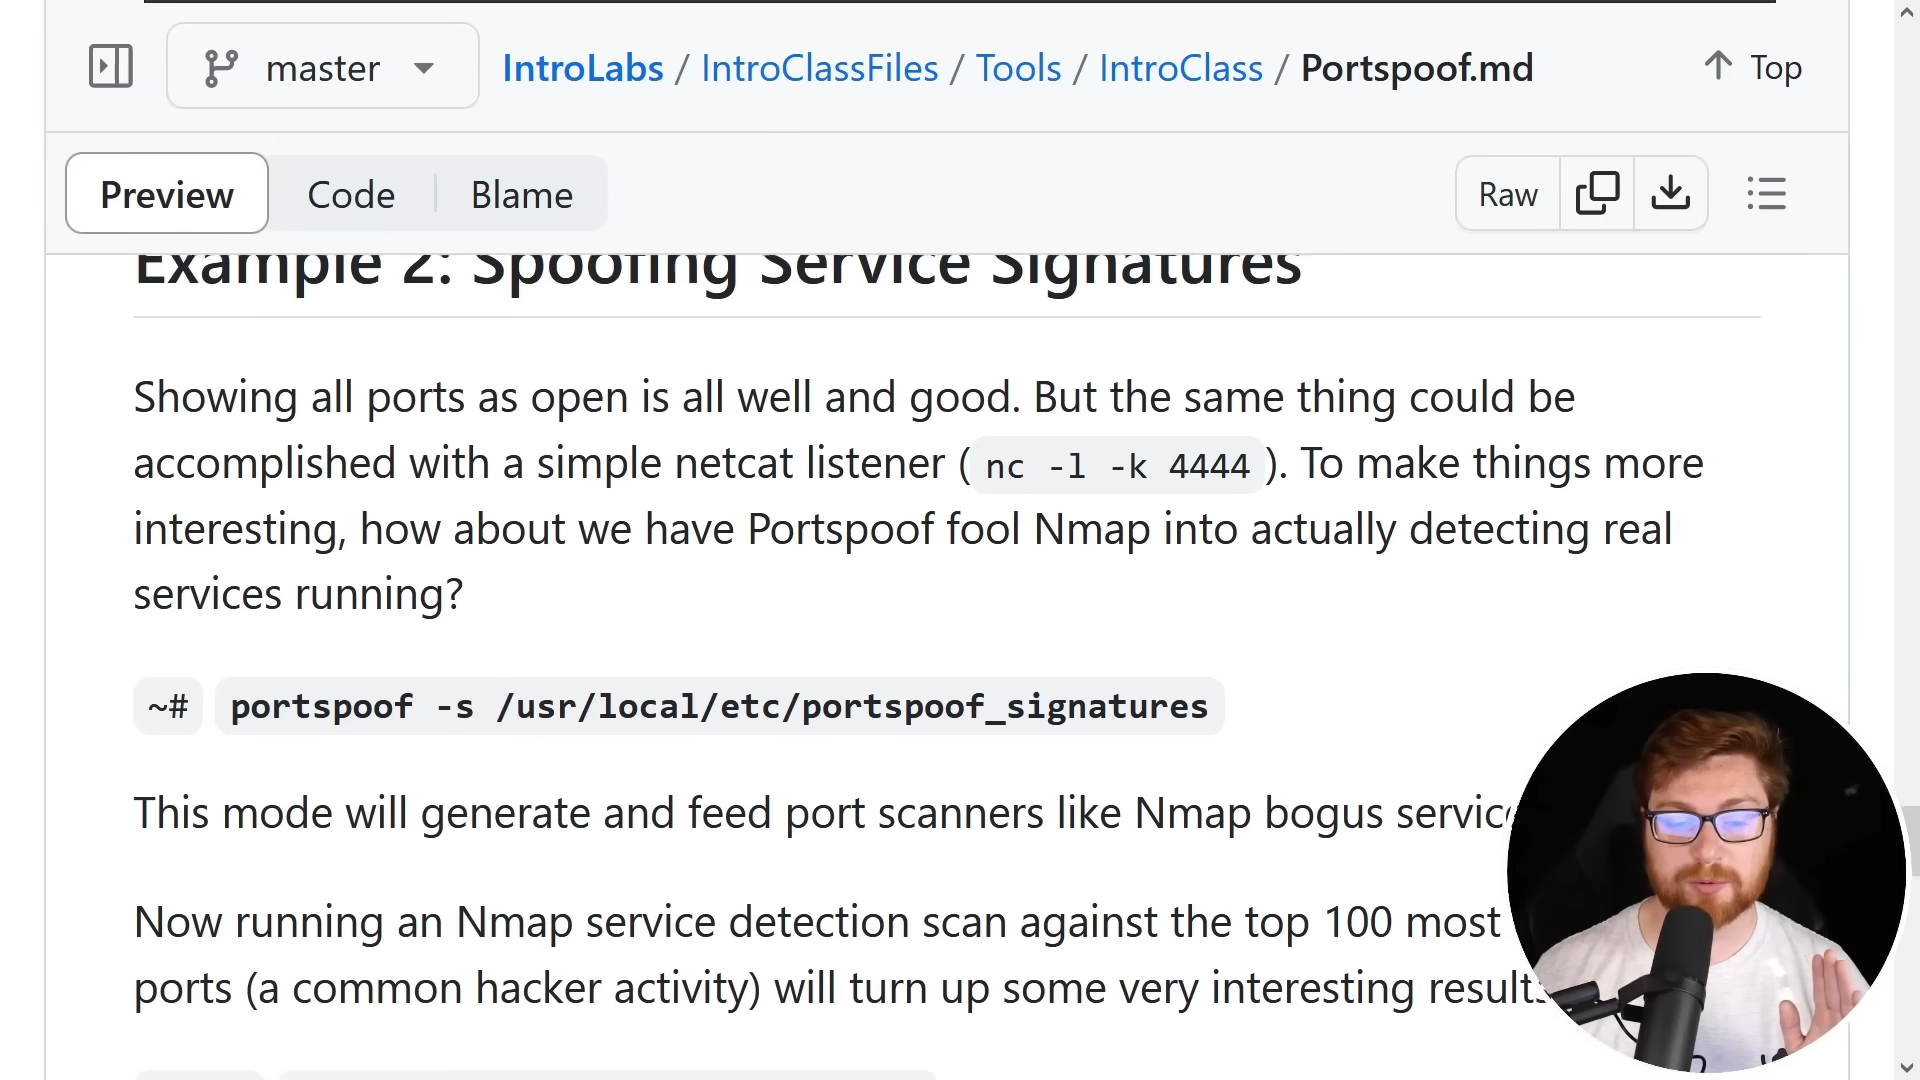 master
IntroLabs / IntroClassFiles / Tools / IntroClass / Portspoof.md
Top
Preview
Code
Blame
Raw
Example 2: Spoofing Service Signatures
Showing all ports as open is all well and good. But the same thing could be
accomplished with a simple netcat listener ( nc -l -k 4444 ). To make things more
interesting, how about we have Portspoof fool Nmap into actually detecting real
services running?
~# portspoof -s /usr/local/etc/portspoof_signatures
This mode will generate and feed port scanners like Nmap bogus
Now running an Nmap service detection scan against the top 100 most
ports (a common hacker activity) will turn up some very interesting results